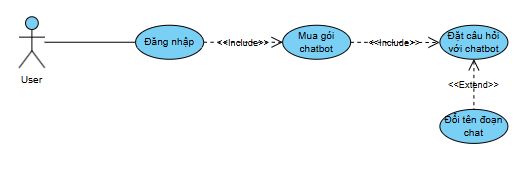 Đăng nhập
<<Include>>
Mua gói
chatbot
<<Include>>
Đặt câu hỏi
với chatbot
User
<<Extend>>
Đổi tên đoạn
chat